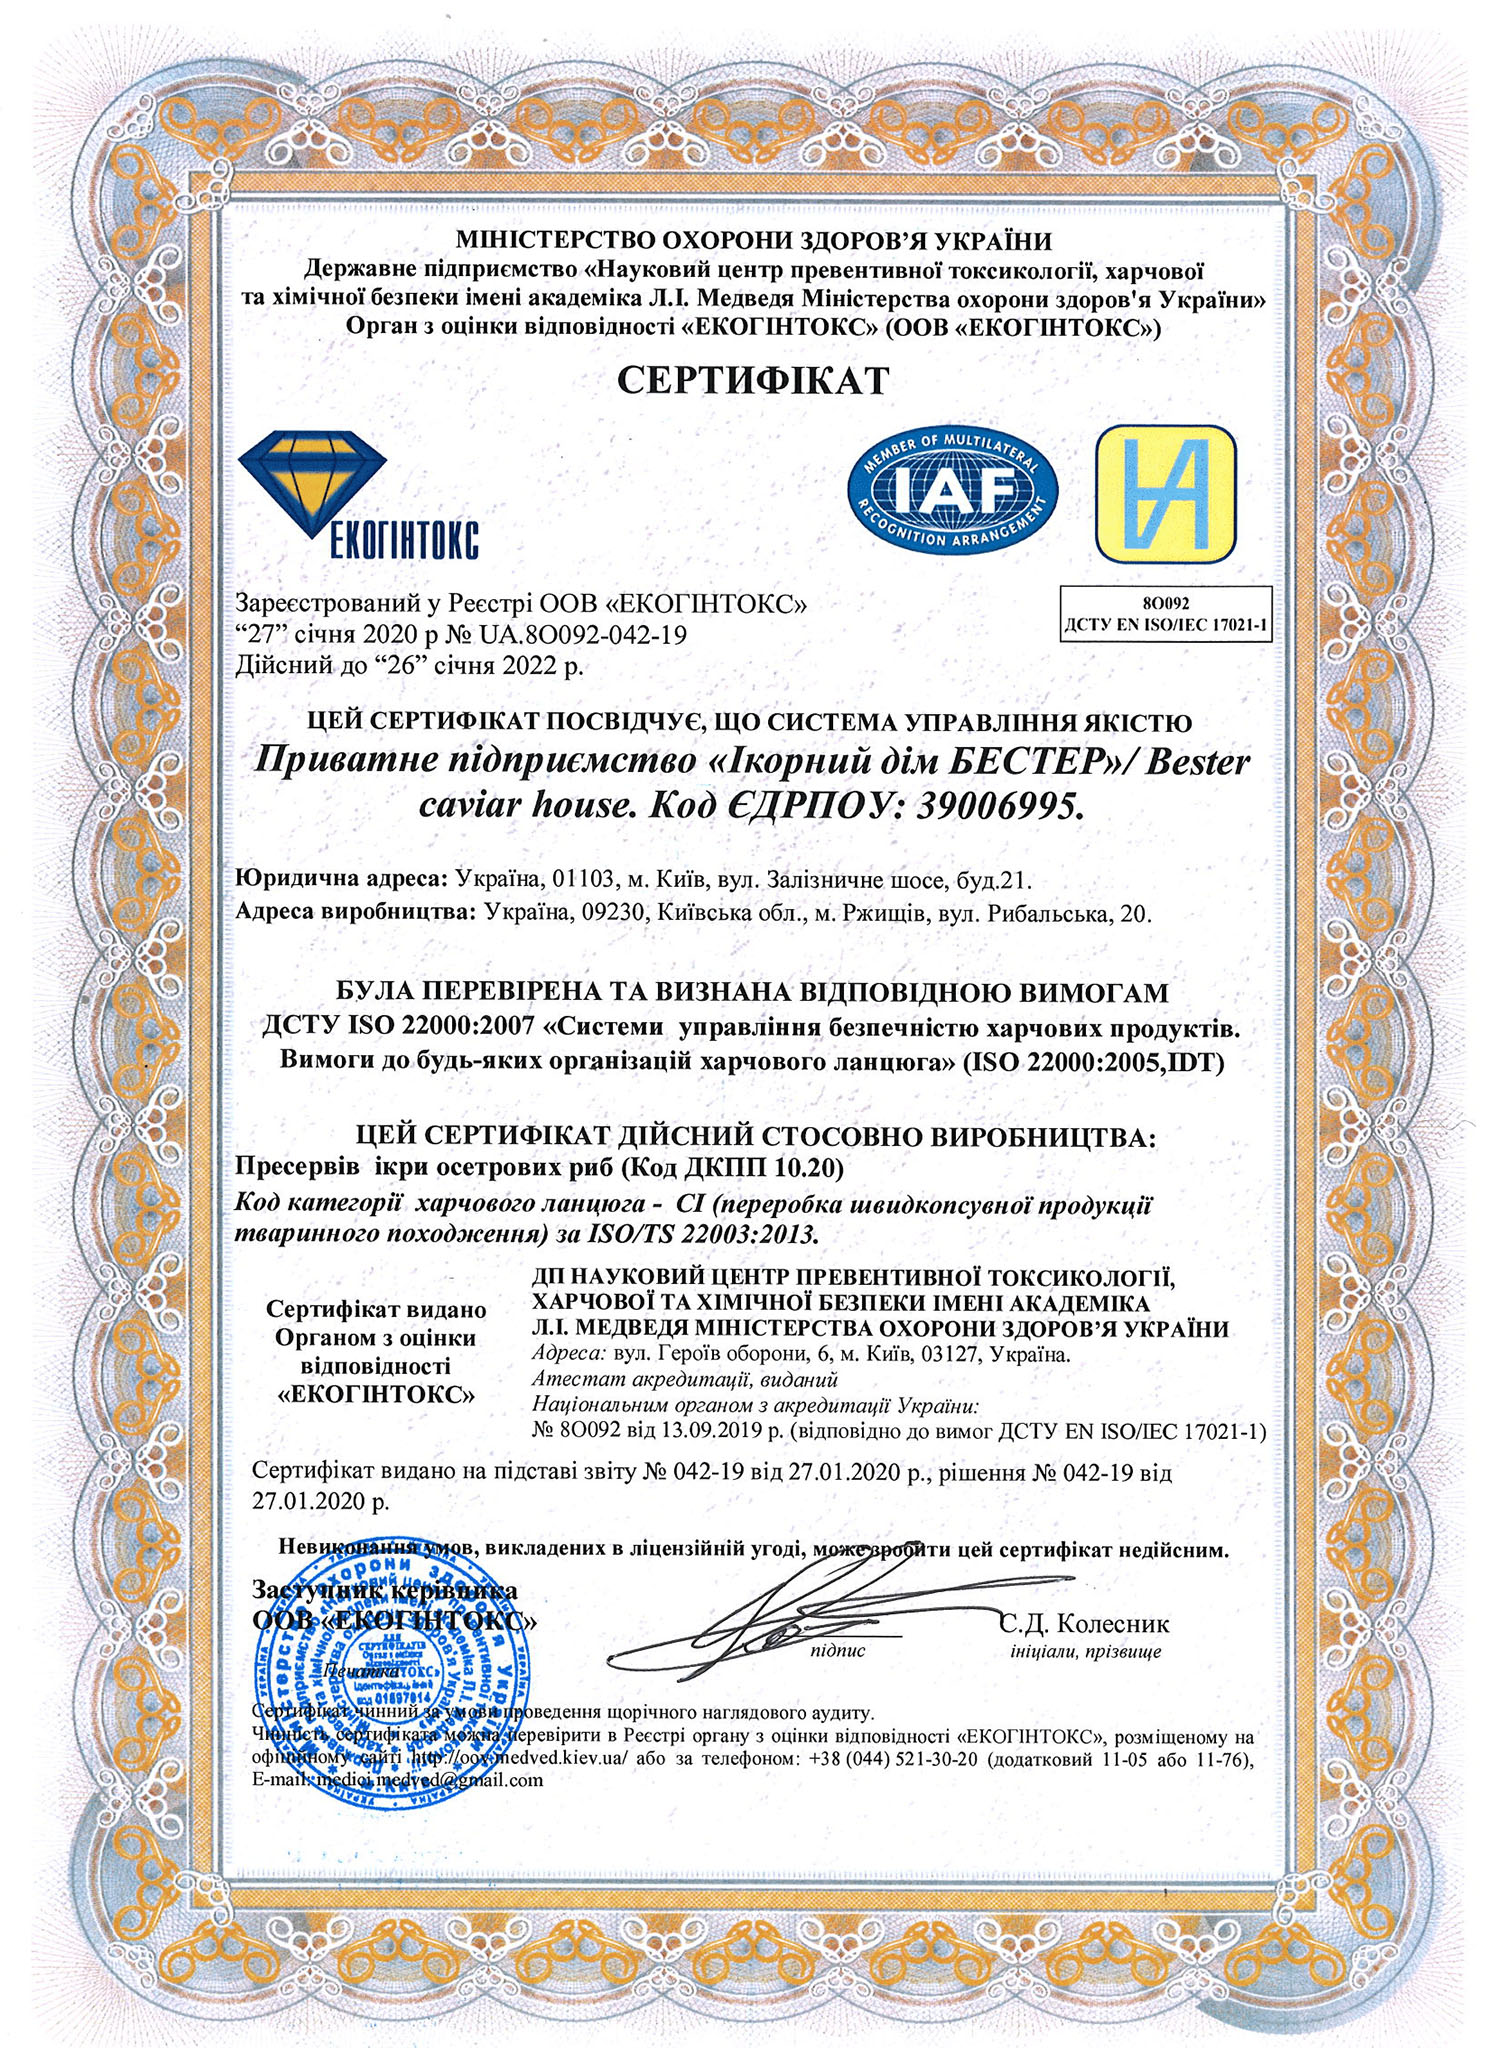 МІНІСТЕРСТВО ОХОРОНИ ЗДОРОВ’Я УКРАЇНИ
Державне підприємство «Науковий центр превентивної токсикології, харчової
та хімічної безпеки імені академіка Л.І. Медведя Міністерства охорони здоров'я України»
Орган з оцінки відповідності «ЕКОГІНТОКС» (ООВ «ЕКОГІНТОКС»)
СЕРТИФІКАТ
ЕКОГІНТОКС
MEMBER OF MULTILATERAL
IAF
RECOGNITION ARRANGEMENT
Зареєстрований у Реєстрі ООВ «ЕКОГІНТОКС»
“27” січня 2020 р № UA.8О092-042-19
Дійсний до “26” січня 2022 р.
8О092
ДСТУ EN ISO/IEC 17021-1
ЦЕЙ СЕРТИФІКАТ ПОСВІДЧУЄ, ЩО СИСТЕМА УПРАВЛІННЯ ЯКІСТЮ
Приватне підприємство «Ікорний дім БЕСТЕР»/ Bester
caviar house. Код ЄДРПОУ: 39006995.
Юридична адреса: Україна, 01103, м. Київ, вул. Залізничне шосе, буд.21.
Адреса виробництва: Україна, 09230, Київська обл., м. Ржищів, вул. Рибальська, 20.
БУЛА ПЕРЕВІРЕНА ТА ВИЗНАНА ВІДПОВІДНОЮ ВИМОГАМ
ДСТУ ISO 22000:2007 «Системи управління безпечністю харчових продуктів.
Вимоги до будь-яких організацій харчового ланцюга» (ISO 22000:2005,IDT)
ЦЕЙ СЕРТИФІКАТ ДІЙСНИЙ СТОСОВНО ВИРОБНИЦТВА:
Пресервів ікри осетрових риб (Код ДКПП 10.20)
Код категорії харчового ланцюга - СІ (переробка швидкопсувної продукції
тваринного походження) за ISO/TS 22003:2013.
Сертифікат видано
Органом з оцінки
відповідності
«ЕКОГІНТОКС»
ДП НАУКОВИЙ ЦЕНТР ПРЕВЕНТИВНОЇ ТОКСИКОЛОГІЇ,
ХАРЧОВОЇ ТА ХІМІЧНОЇ БЕЗПЕКИ ІМЕНІ АКАДЕМІКА
Л.І. МЕДВЕДЯ МІНІСТЕРСТВА ОХОРОНИ ЗДОРОВ’Я УКРАЇНИ
Адреса: вул. Героїв оборони, 6, м. Київ, 03127, Україна.
Атестат акредитації, виданий
Національним органом з акредитації України:
№ 8О092 від 13.09.2019 р. (відповідно до вимог ДСТУ EN ISO/IEC 17021-1)
Сертифікат видано на підставі звіту № 042-19 від 27.01.2020 р., рішення № 042-19 від
27.01.2020 р.
Невиконання умов, викладених в ліцензійній угоді, може зробити цей сертифікат недійсним.
Заступник керівника
ООВ «ЕКОГІНТОКС»
С.Д. Колесник
Печатка
підпис
ініціали, прізвище
Сертифікат чинний за умови проведення щорічного наглядового аудиту.
Чинність сертифіката можна перевірити в Реєстрі органу з оцінки відповідності «ЕКОГІНТОКС», розміщеному на
офіційному сайті http://oov.medved.kiev.ua/ або за телефоном: +38 (044) 521-30-20 (додатковий 11-05 або 11-76),
E-mail: medici.medved@gmail.com